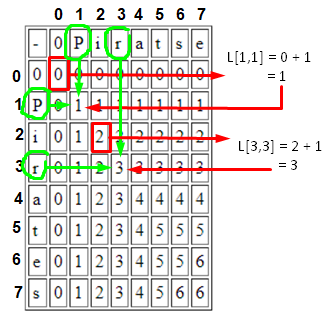 0 1 2 3 4 5 6 7
- 0 P i r a t s e
0 0 0 0 0 0 0 0 0 0 L[1,1] = 0 + 1
= 1
1 P 0 1 1 1 1 1 1 1
2 i 0 1 2 2 2 2 2 2 L[3,3] = 2 + 1
= 3
3 r 0 1 2 3 3 3 3 3
4 a 0 1 2 3 4 4 4 4
5 t 0 1 2 3 4 5 5 5
6 e 0 1 2 3 4 5 5 6
7 s 0 1 2 3 4 5 6 6